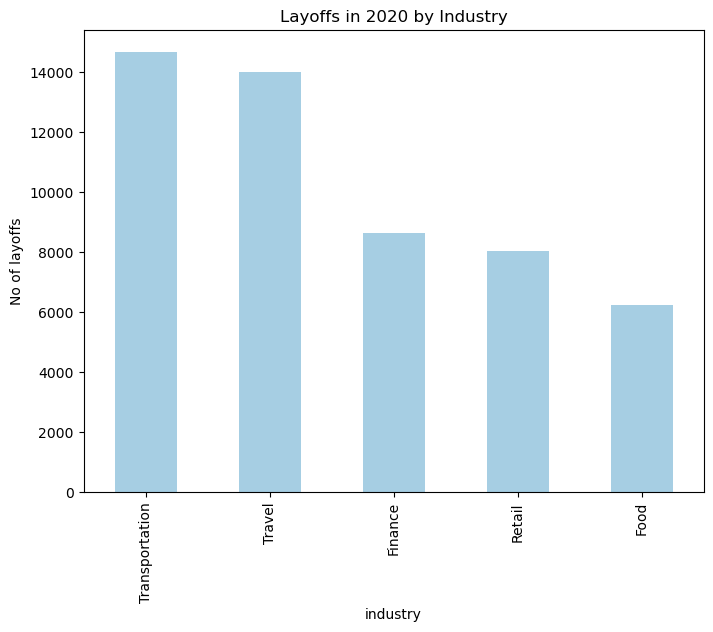 Layoffs in 2020 by Industry
No of layoffs
14000
12000
10000
8000
6000
4000
2000
0
Transportation
Travel
Finance
Retail
Food
industry